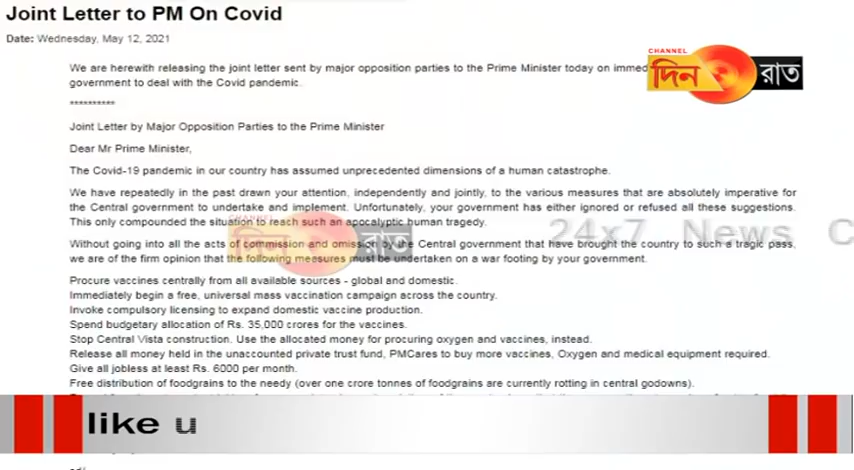 Joint Letter to PM On Covid
Date: Wednesday, May 12, 2021
CHANNEL
দিন রাত
We are herewith releasing the joint letter sent by major opposition parties to the Prime Minister today on immed
government to deal with the Covid pandemic.
**********
Joint Letter by Major Opposition Parties to the Prime Minister
Dear Mr Prime Minister,
The Covid-19 pandemic in our country has assumed unprecedented dimensions of a human catastrophe.
We have repeatedly in the past drawn your attention, independently and jointly, to the various measures that are absolutely imperative for
the Central government to undertake and implement. Unfortunately, your government has either ignored or refused all these suggestions.
This only compounded the situation to reach such an apocalyptic human tragedy.
CHANNEL
দিন রাত
24x7 News C
Without going into all the acts of commission and omission by the Central government that have brought the country to such a tragic pass,
we are of the firm opinion that the following measures must be undertaken on a war footing by your government.
Procure vaccines centrally from all available sources - global and domestic.
Immediately begin a free, universal mass vaccination campaign across the country.
Invoke compulsory licensing to expand domestic vaccine production.
Spend budgetary allocation of Rs. 35,000 crores for the vaccines.
Stop Central Vista construction. Use the allocated money for procuring oxygen and vaccines, instead.
Release all money held in the unaccounted private trust fund, PMCares to buy more vaccines, Oxygen and medical equipment required.
Give all jobless at least Rs. 6000 per month.
Free distribution of foodgrains to the needy (over one crore tonnes of foodgrains are currently rotting in central godowns).
like u